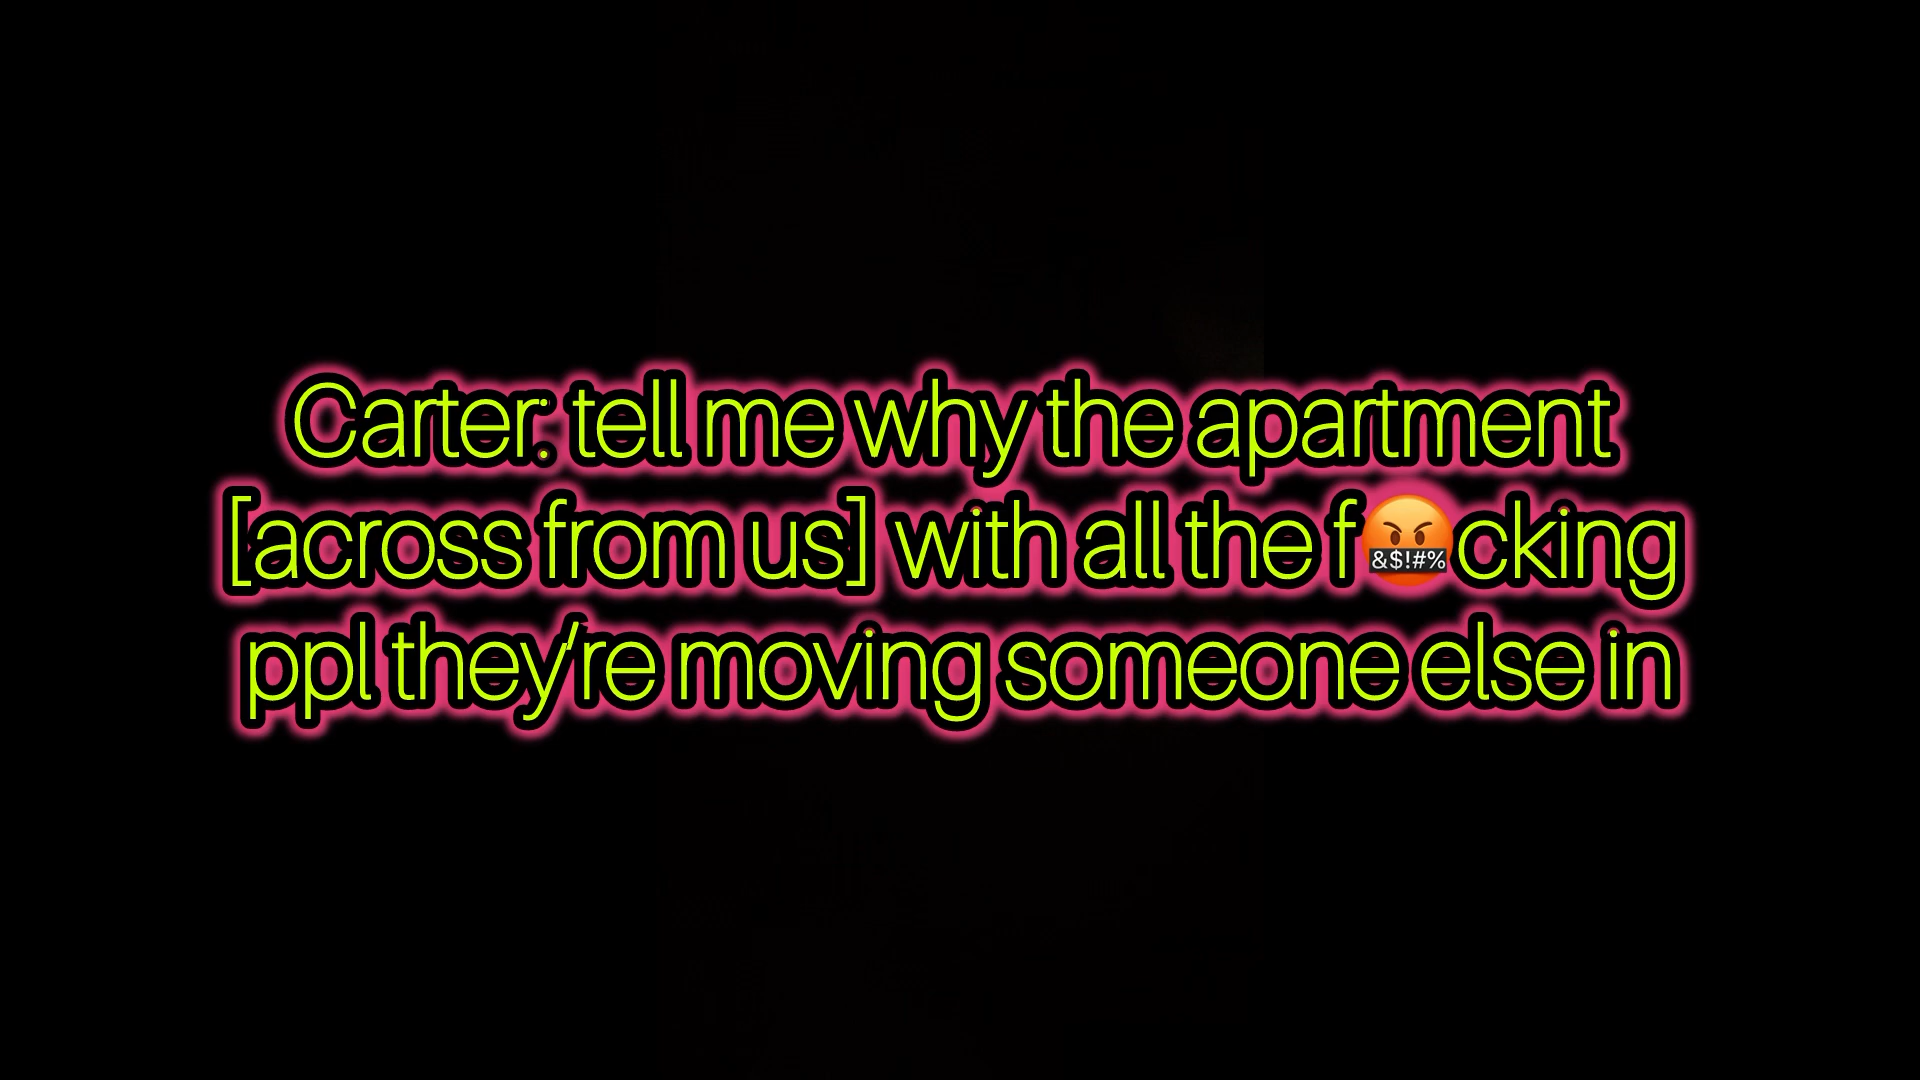 Carter: tell me why the apartment
[across from us] with all the f🤬cking
ppl they're moving someone else in